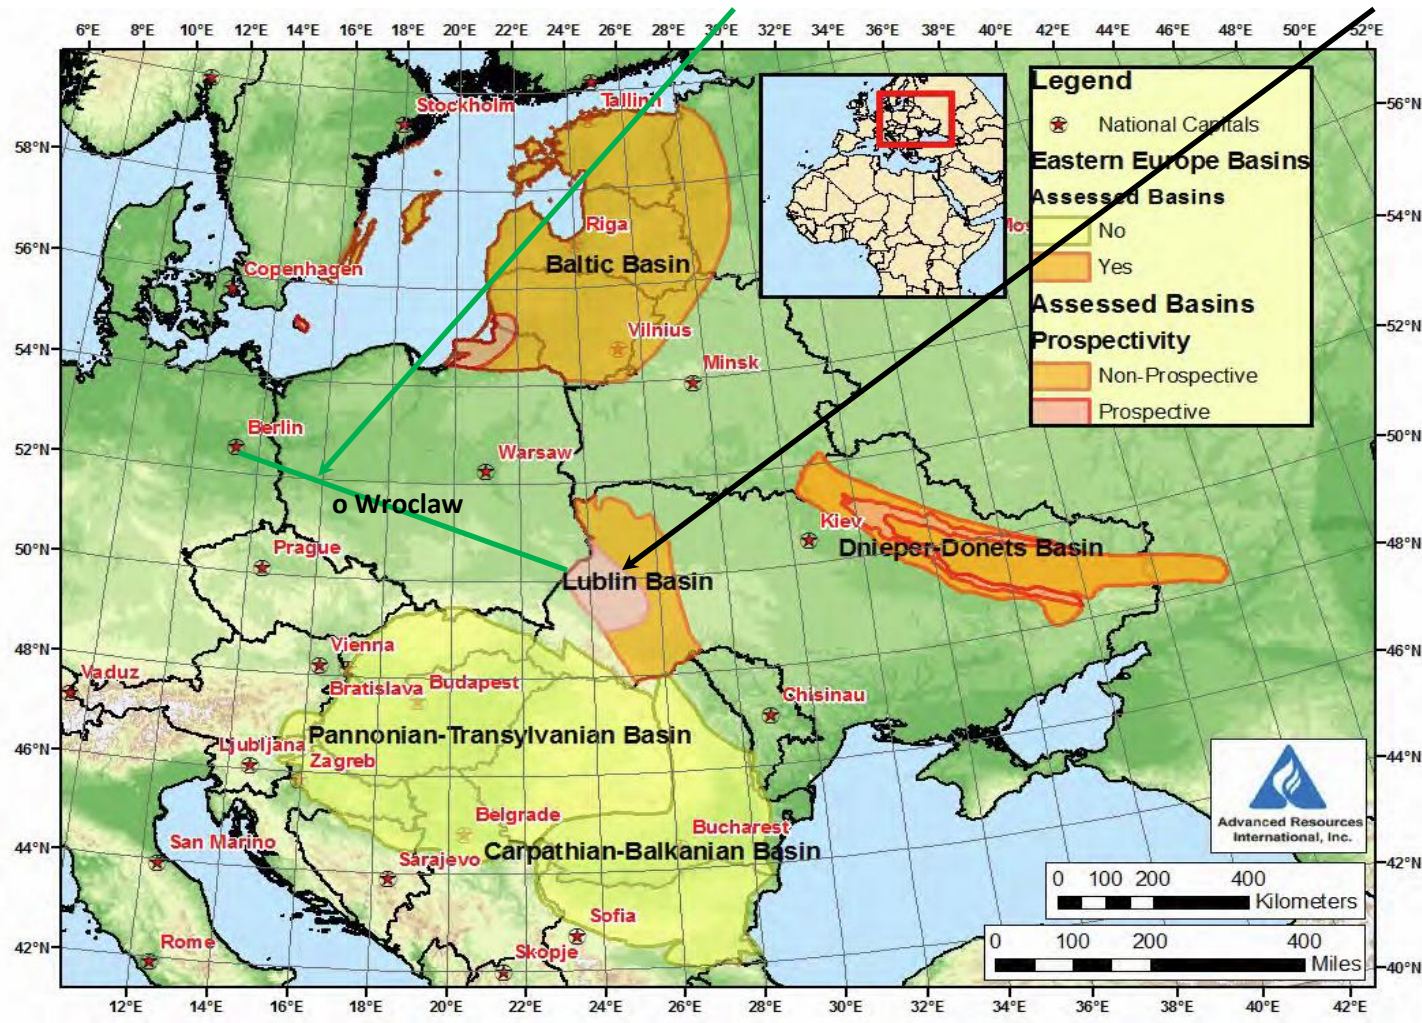 6°E 8°E 10°E 12°E 14°E 16°E 18°E 20°E 22°E 24°E 26°E 28°E 30°E 32°E 34°E 36°E 38°E 40°E 42°E 44°E 46°E 48°E 50°E 52°E
Legend
National Capitals
Eastern Europe Basins
Assessed Basins
No
Yes
Assessed Basins
Prospectivity
Non-Prospective
Prospective
Stockholm
Tallinn
58°N
56°N
54°N
52°N
50°N
48°N
46°N
44°N
42°N
56°N
54°N
52°N
50°N
48°N
46°N
44°N
42°N
40°N
Riga
Baltic Basin
Copenhagen
Vilnius
Minsk
Berlin
Warsaw
o Wroclaw
Kiev
Prague
Dnieper-Donets Basin
Lublin Basin
Vienna
Vaduz
Bratislava
Budapest
Chisinau
Pannonian-Transylvanian Basin
Ljubljana
Zagreb
Belgrade
Bucharest
San Marino
Sarajevo
Carpathian-Balkanian Basin
Sofia
Rome
Skopje
Advanced Resources
International, Inc.
0 100 200 400
Kilometers
0 100 200 400
Miles
12°E 14°E 16°E 18°E 20°E 22°E 24°E 26°E 28°E 30°E 32°E 34°E 36°E 38°E 40°E 42°E